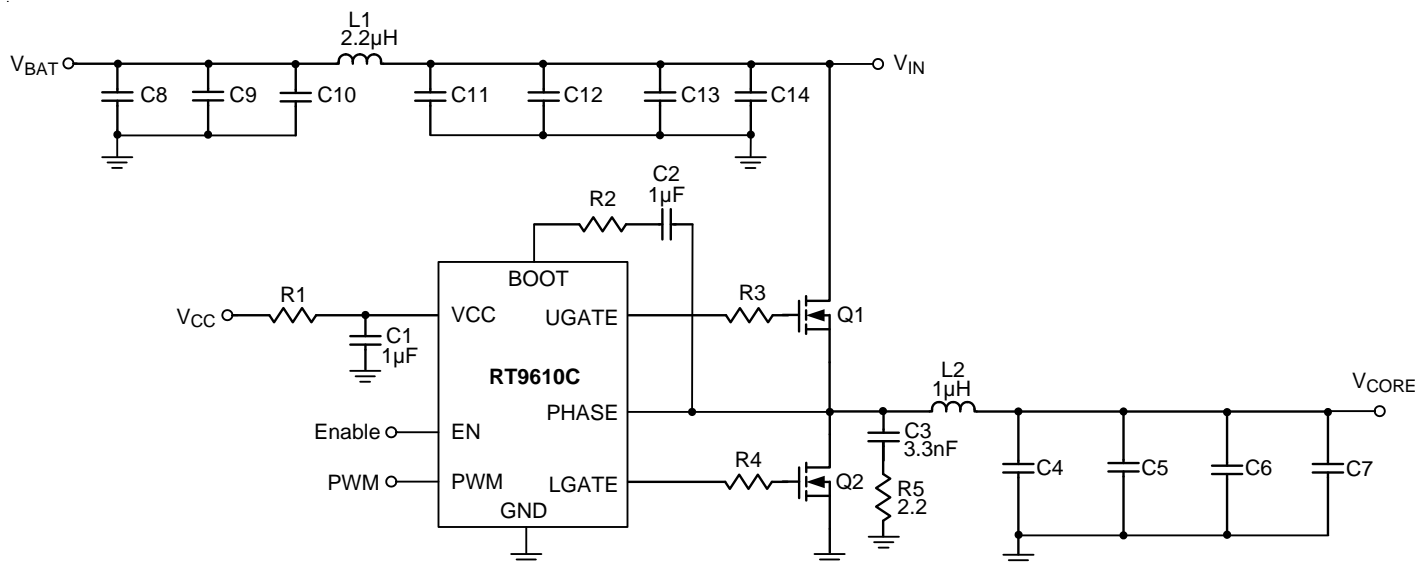 L1
2.2µH
VBAT
VIN
C8
C9
C10
C11
C12
C13
C14
C2
1µF
R2
BOOT
R1
VCC
VCC
C1
1µF
UGATE
R3
Q1
RT9610C
L2
1µH
VCORE
PHASE
Enable
EN
C3
3.3nF
R4
C4
C5
C6
C7
PWM
PWM
LGATE
Q2
R5
2.2
GND